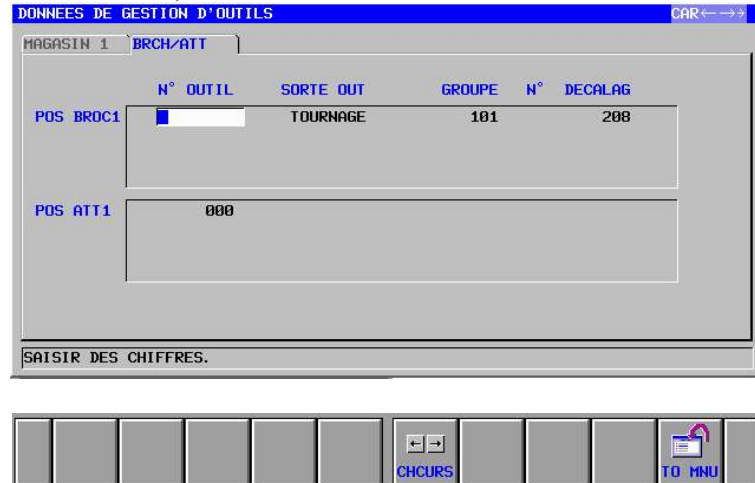 DONNEES DE GESTION D'OUTILS CAR←→→
MAGASIN 1 BRCH/ATT
N° OUTIL SORTE OUT GROUPE N° DECALAG
POS BROC1 TOURNAGE 101 208
POS ATT1 000
SAISIR DES CHIFFRES.
CHCURS TO MNU